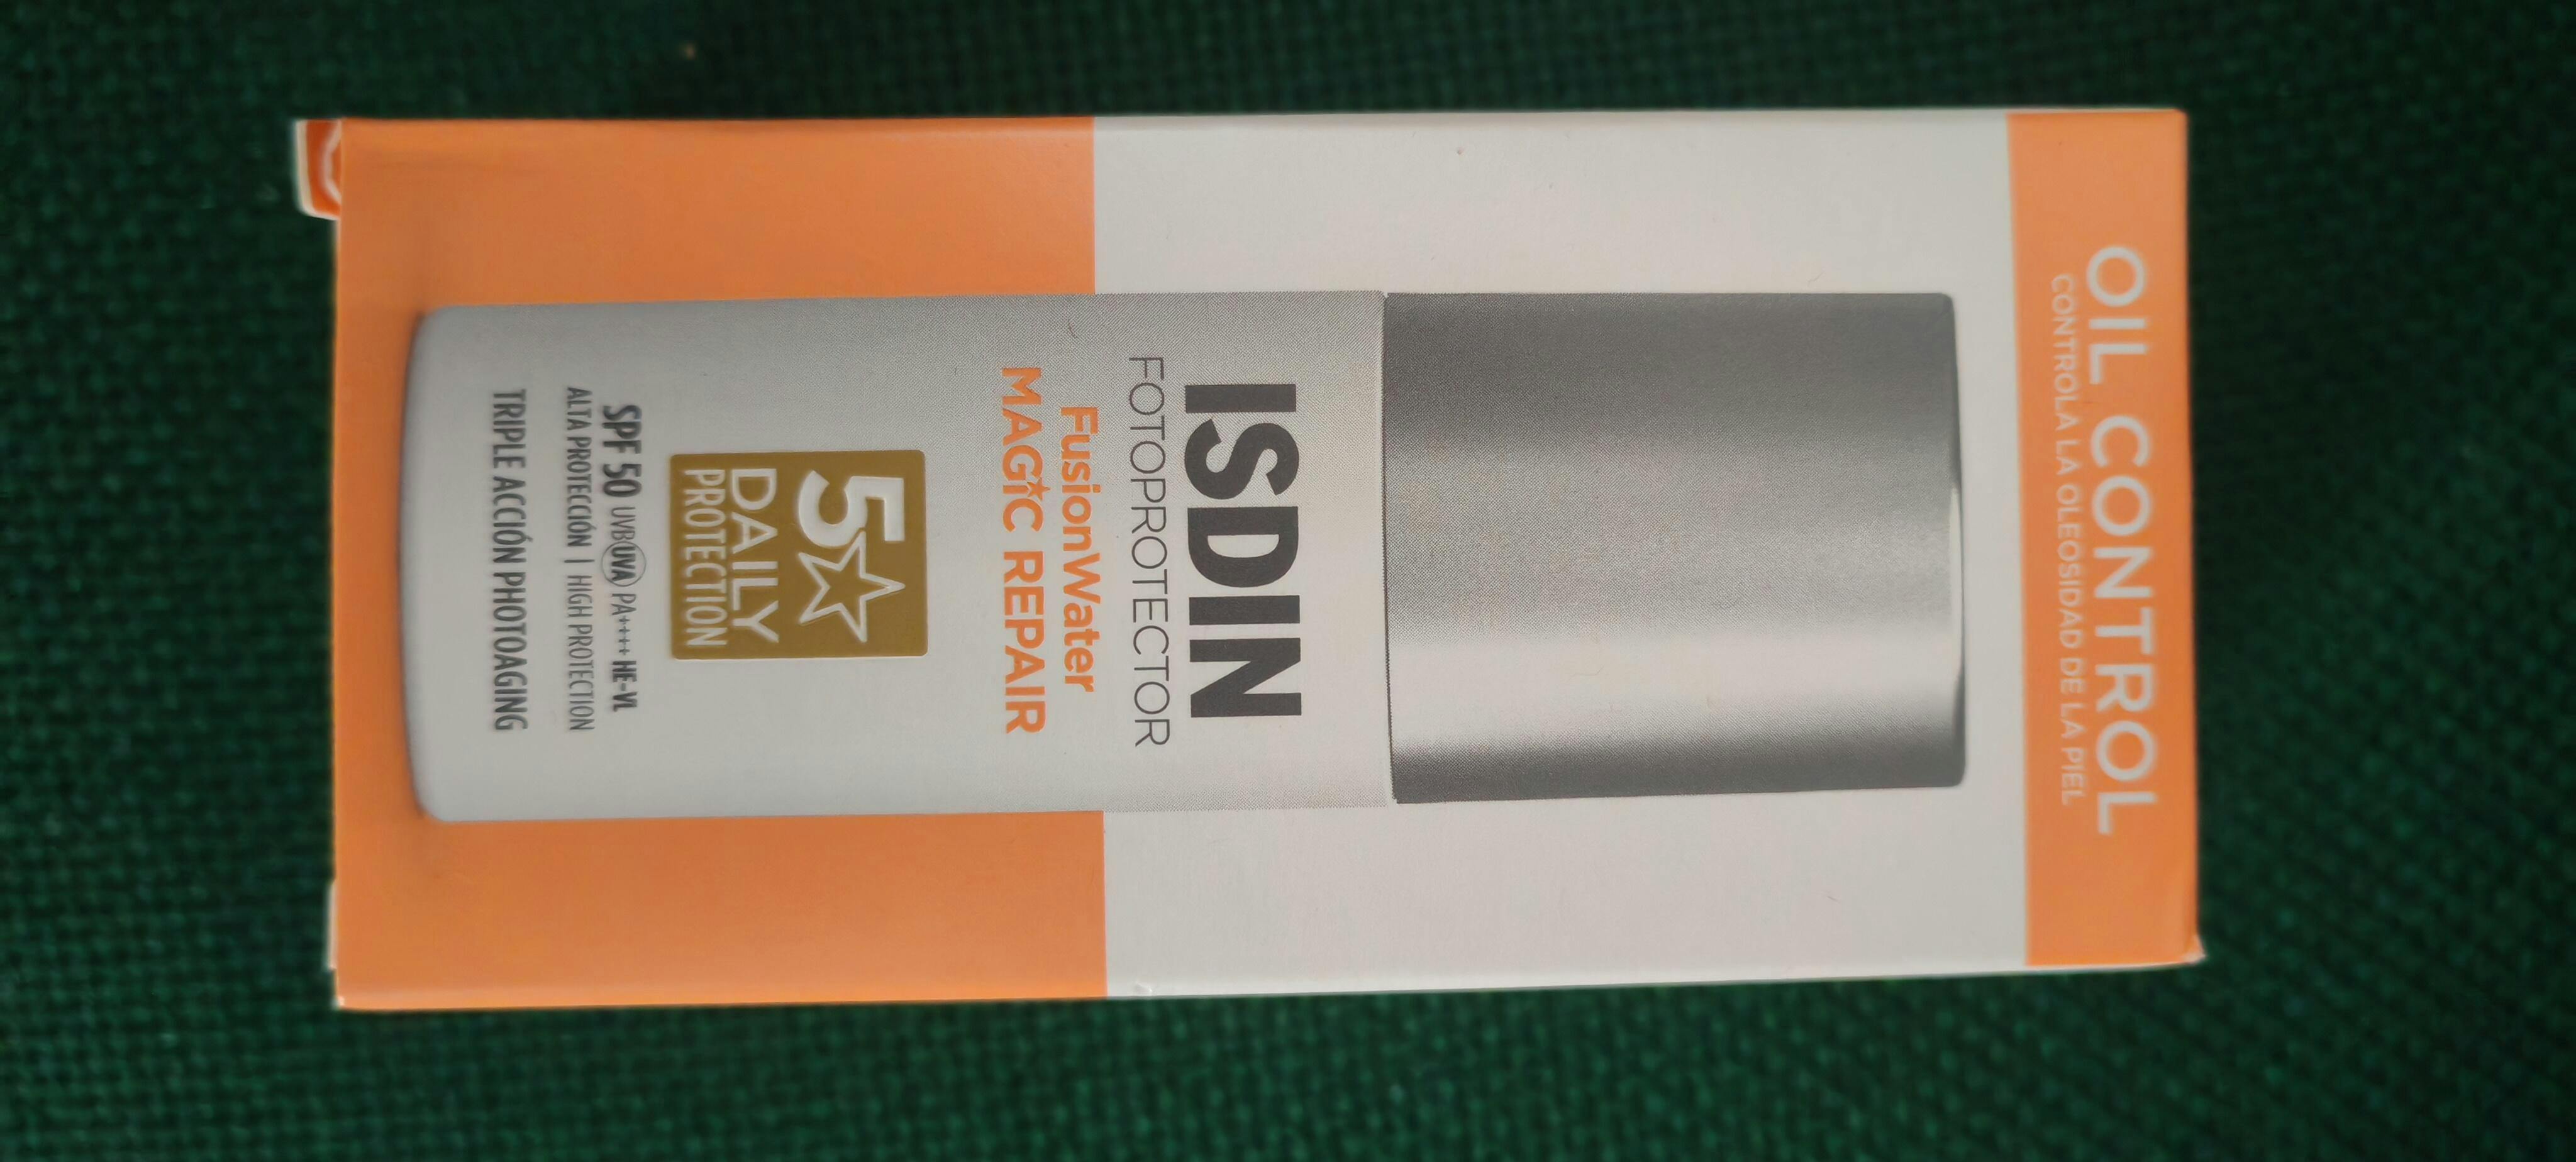 OIL CONTROL
CONTROLA LA OLEOSIDAD DE LA PIEL
ISDIN
FOTOPROTECTOR
FusionWater
MAGIC REPAIR
5☆
DAILY
PROTECTION
SPF 50 UVB UVA PA++++ HE-VL
ALTA PROTECCIÓN | HIGH PROTECTION
TRIPLE ACCIÓN PHOTOAGING